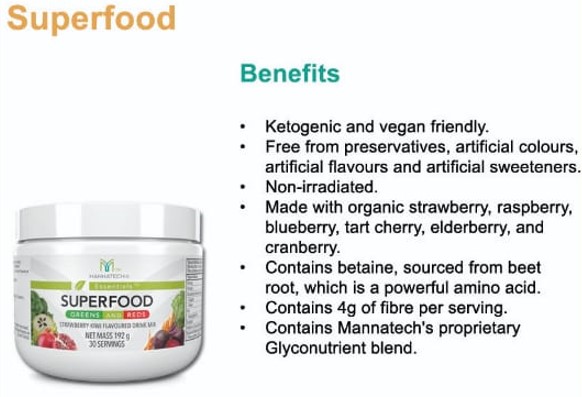 Superfood
Benefits
• Ketogenic and vegan friendly.
• Free from preservatives, artificial colours,
artificial flavours and artificial sweeteners.
• Non-irradiated.
• Made with organic strawberry, raspberry,
blueberry, tart cherry, elderberry, and
cranberry.
• Contains betaine, sourced from beet
root, which is a powerful amino acid.
• Contains 4g of fibre per serving.
• Contains Mannatech's proprietary
Glyconutrient blend.
MANNATECH
Essentials™
SUPERFOOD
GREENS AND REDS
STRAWBERRY KIWI FLAVOURED DRINK MIX
NET MASS 192 g
30 SERVINGS